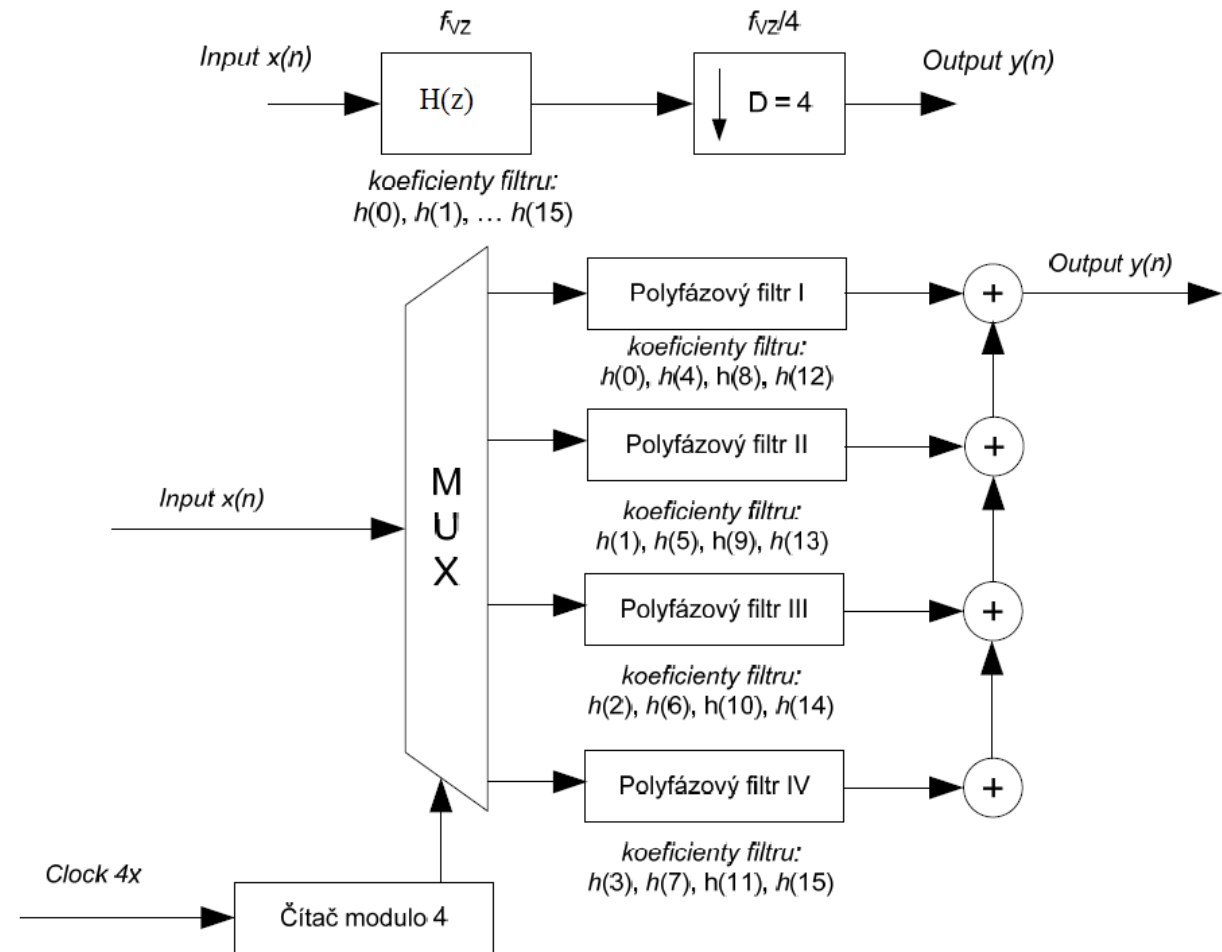 f_VZ
f_VZ/4
Input x(n)
Output y(n)
H(z)
D = 4
koeficienty filtru:
h(0), h(1), … h(15)
Output y(n)
Polyfázový filtr I
koeficienty filtru:
h(0), h(4), h(8), h(12)
Polyfázový filtr II
Input x(n)
M
U
X
koeficienty filtru:
h(1), h(5), h(9), h(13)
Polyfázový filtr III
koeficienty filtru:
h(2), h(6), h(10), h(14)
Polyfázový filtr IV
koeficienty filtru:
h(3), h(7), h(11), h(15)
Clock 4x
Čítač modulo 4
+
+
+
+